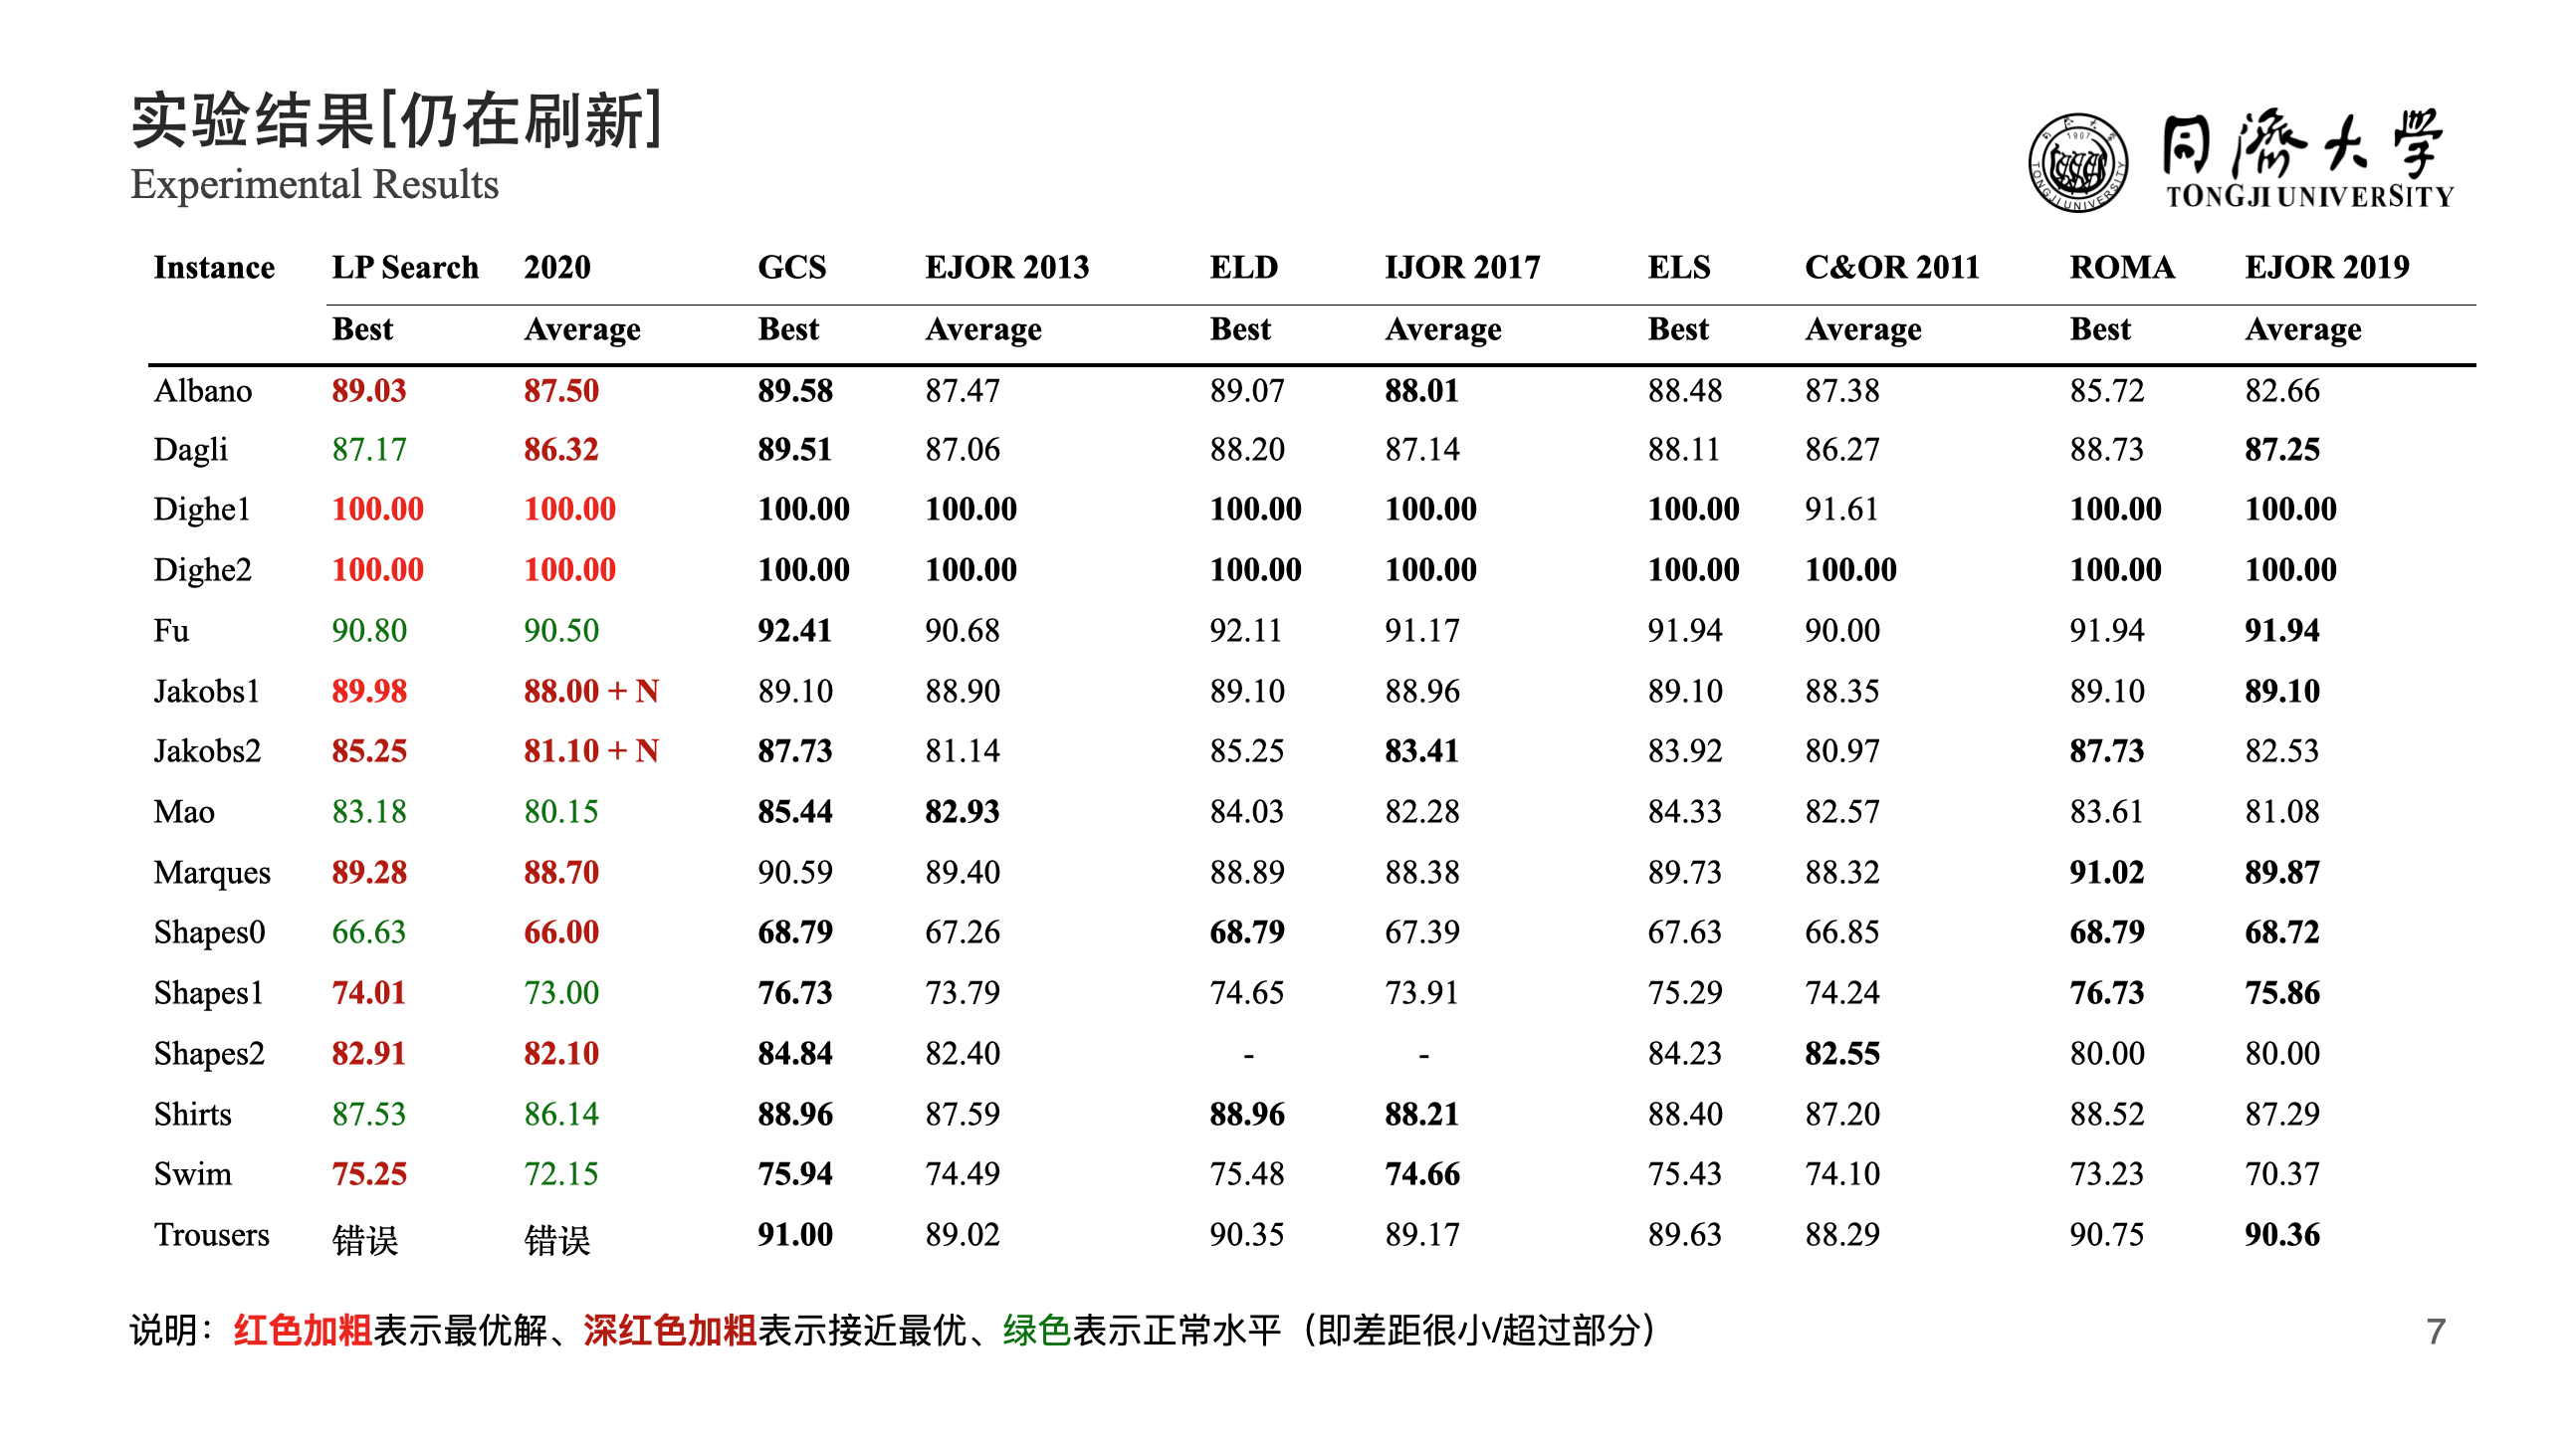 实验结果[仍在刷新]
Experimental Results
同濟大学
TONGJI UNIVERSITY
1907
TONGJI UNIVERSITY
Instance LP Search 2020 GCS EJOR 2013 ELD IJOR 2017 ELS C&OR 2011 ROMA EJOR 2019
Best Average Best Average Best Average Best Average Best Average
Albano 89.03 87.50 89.58 87.47 89.07 88.01 88.48 87.38 85.72 82.66
Dagli 87.17 86.32 89.51 87.06 88.20 87.14 88.11 86.27 88.73 87.25
Dighe1 100.00 100.00 100.00 100.00 100.00 100.00 100.00 91.61 100.00 100.00
Dighe2 100.00 100.00 100.00 100.00 100.00 100.00 100.00 100.00 100.00 100.00
Fu 90.80 90.50 92.41 90.68 92.11 91.17 91.94 90.00 91.94 91.94
Jakobs1 89.98 88.00 + N 89.10 88.90 89.10 88.96 89.10 88.35 89.10 89.10
Jakobs2 85.25 81.10 + N 87.73 81.14 85.25 83.41 83.92 80.97 87.73 82.53
Mao 83.18 80.15 85.44 82.93 84.03 82.28 84.33 82.57 83.61 81.08
Marques 89.28 88.70 90.59 89.40 88.89 88.38 89.73 88.32 91.02 89.87
Shapes0 66.63 66.00 68.79 67.26 68.79 67.39 67.63 66.85 68.79 68.72
Shapes1 74.01 73.00 76.73 73.79 74.65 73.91 75.29 74.24 76.73 75.86
Shapes2 82.91 82.10 84.84 82.40 - - 84.23 82.55 80.00 80.00
Shirts 87.53 86.14 88.96 87.59 88.96 88.21 88.40 87.20 88.52 87.29
Swim 75.25 72.15 75.94 74.49 75.48 74.66 75.43 74.10 73.23 70.37
Trousers 错误 错误 91.00 89.02 90.35 89.17 89.63 88.29 90.75 90.36
说明：红色加粗表示最优解、深红色加粗表示接近最优、绿色表示正常水平（即差距很小/超过部分）
7